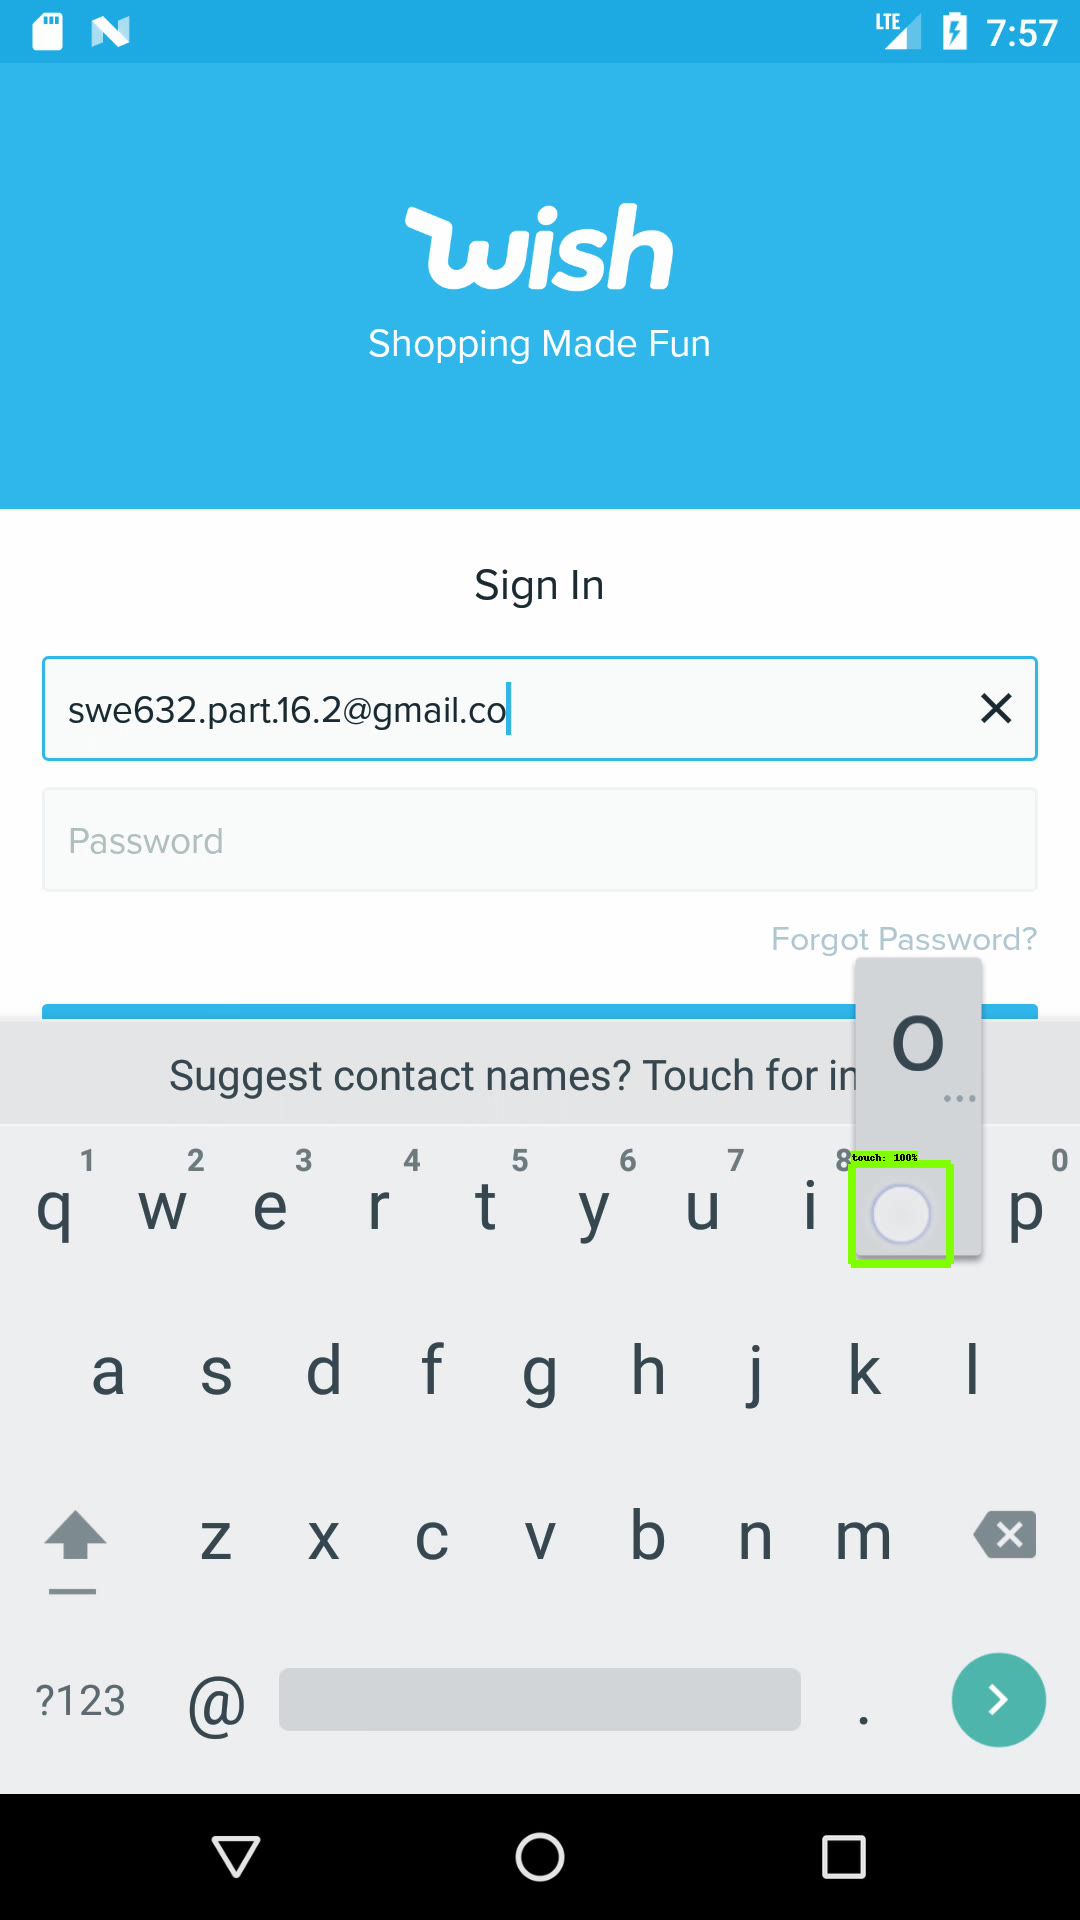 LTE 7:57
wish
Shopping Made Fun
Sign In
swe632.part.16.2@gmail.co
Password
Forgot Password?
o
...
Suggest contact names? Touch for in
touch: 100%
1 2 3 4 5 6 7 8 0
q w e r t y u i p
a s d f g h j k l
z x c v b n m
?123 @ .